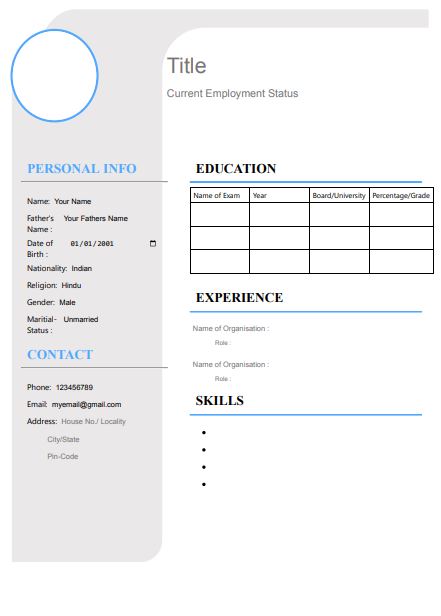 Title
Current Employment Status
PERSONAL INFO
Name: Your Name
Father's Your Fathers Name
Name :
Date of 01/01/2001
Birth :
Nationality: Indian
Religion: Hindu
Gender: Male
Maritial- Unmarried
Status :
CONTACT
Phone: 123456789
Email: myemail@gmail.com
Address: House No./ Locality
City/State
Pin-Code
EDUCATION
Name of Exam Year Board/University Percentage/Grade
EXPERIENCE
Name of Organisation :
Role :
Name of Organisation :
Role :
SKILLS